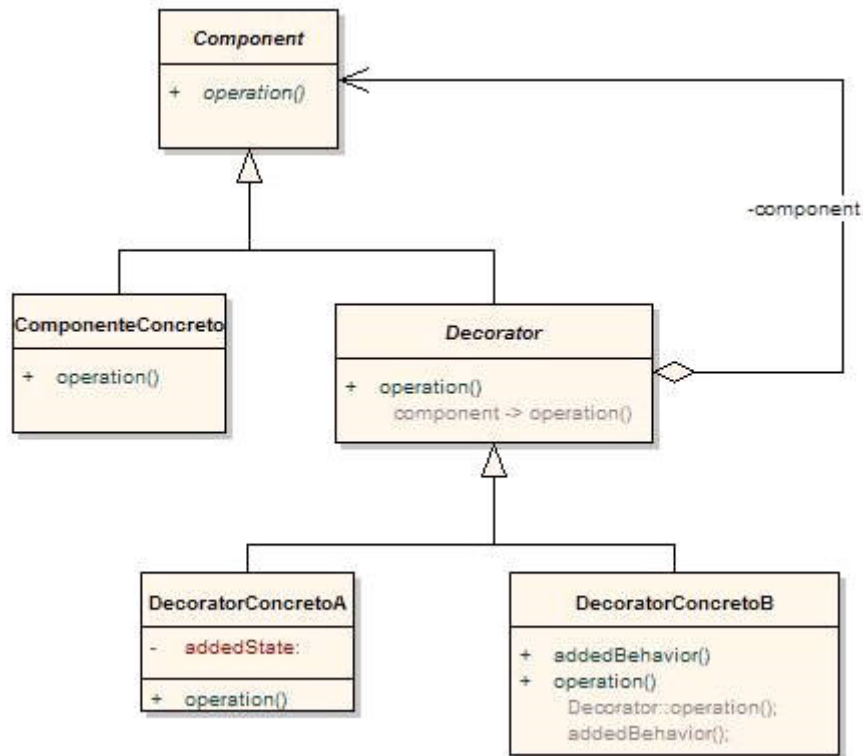 Component
+ operation()
-component
ComponenteConcreto
+ operation()
Decorator
+ operation()
component -> operation()
DecoratorConcretoA
- addedState:
+ operation()
DecoratorConcretoB
+ addedBehavior()
+ operation()
Decorator::operation();
addedBehavior();